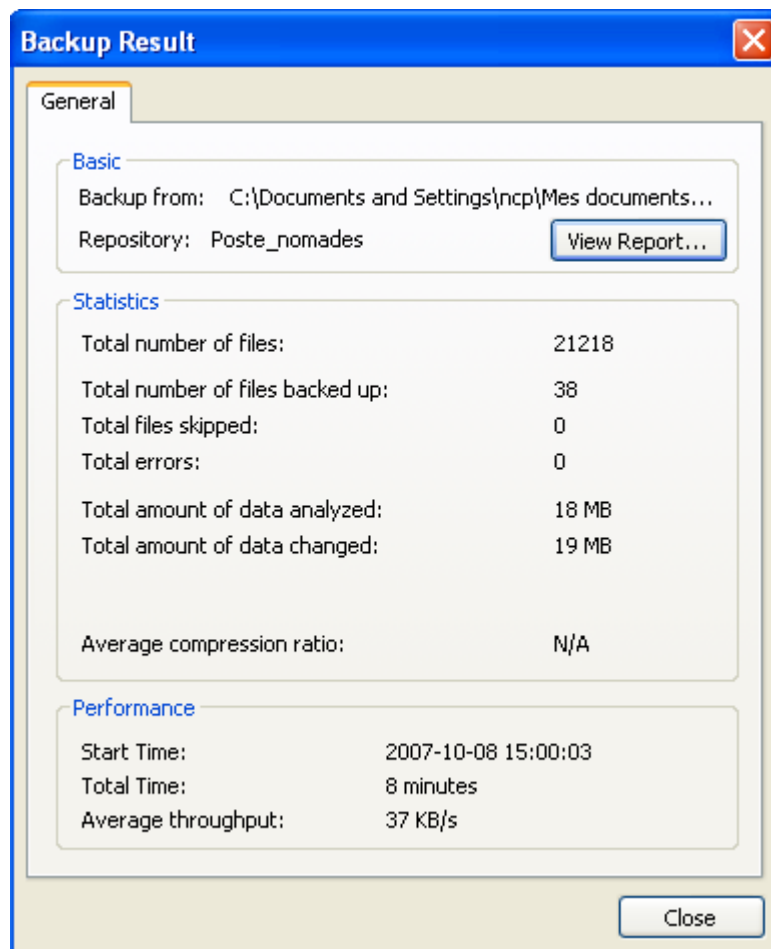 Backup Result
General
Basic
Backup from: C:\Documents and Settings\ncp\Mes documents...
Repository: Poste_nomades
View Report...
Statistics
Total number of files: 21218
Total number of files backed up: 38
Total files skipped: 0
Total errors: 0
Total amount of data analyzed: 18 MB
Total amount of data changed: 19 MB
Average compression ratio: N/A
Performance
Start Time: 2007-10-08 15:00:03
Total Time: 8 minutes
Average throughput: 37 KB/s
Close